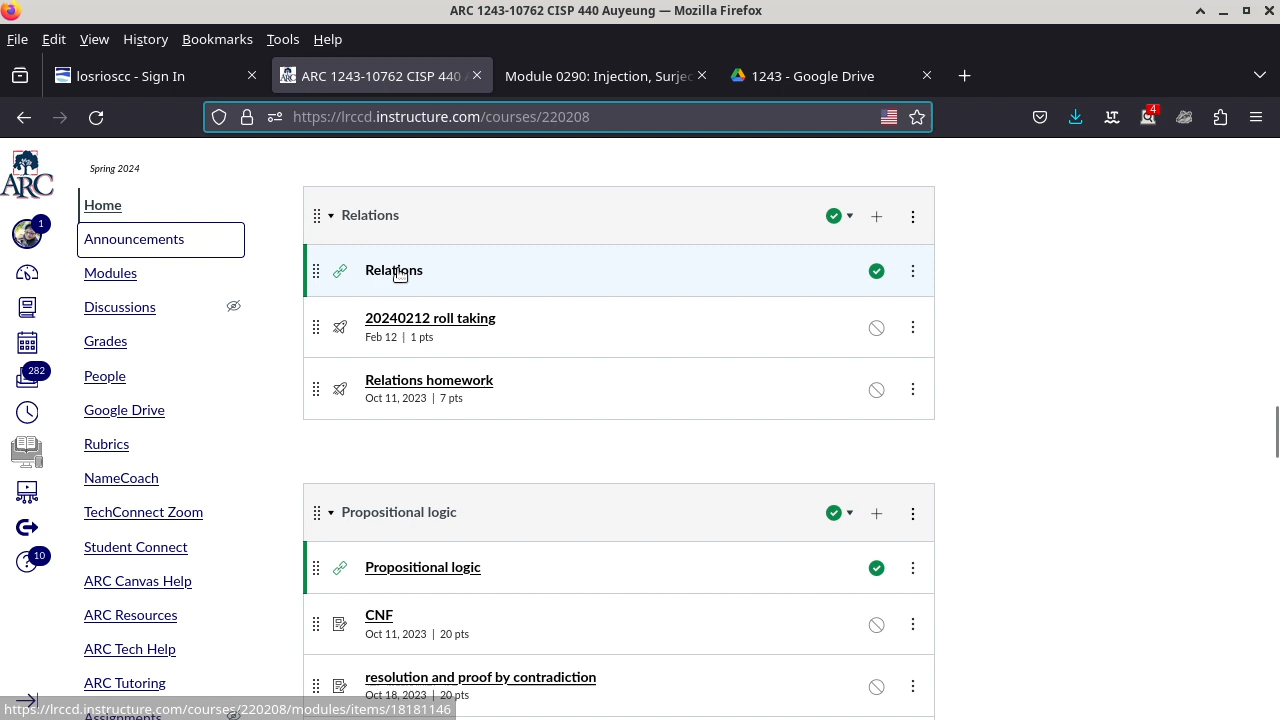 ARC 1243-10762 CISP 440 Auyeung — Mozilla Firefox
File Edit View History Bookmarks Tools Help
losrioscc - Sign In
ARC 1243-10762 CISP 440
Module 0290: Injection, Surjec
1243 - Google Drive
https://lrccd.instructure.com/courses/220208
4
ARC
Spring 2024
1
282
10
Home
Announcements
Modules
Discussions
Grades
People
Google Drive
Rubrics
NameCoach
TechConnect Zoom
Student Connect
ARC Canvas Help
ARC Resources
ARC Tech Help
ARC Tutoring
Assignments
Relations
Relations
20240212 roll taking
Feb 12 | 1 pts
Relations homework
Oct 11, 2023 | 7 pts
Propositional logic
Propositional logic
CNF
Oct 11, 2023 | 20 pts
resolution and proof by contradiction
Oct 18, 2023 | 20 pts
https://lrccd.instructure.com/courses/220208/modules/items/18181146